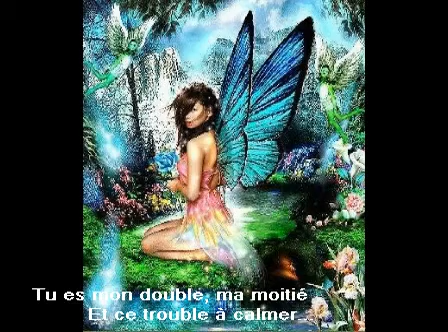 Tu es mon double, ma moitié
Et ce trouble à calmer...